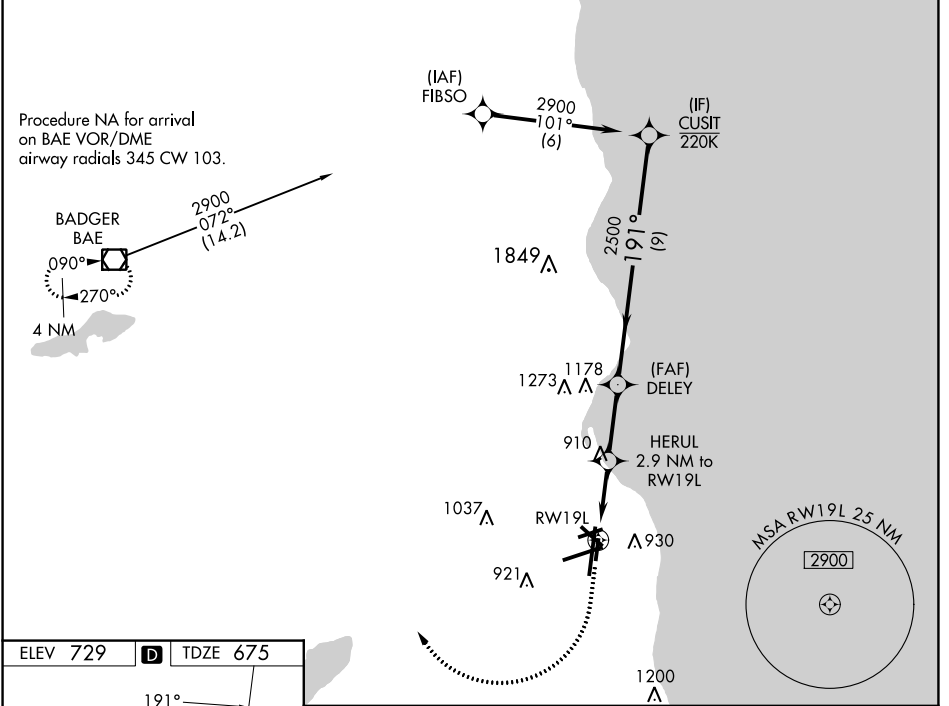 (IAF)
FIBSO
2900
101°
(6)
(IF)
CUSIT
220K
Procedure NA for arrival
on BAE VOR/DME
airway radials 345 CW 103.
2900
072°
(14.2)
BADGER
BAE
090°
270°
4 NM
2500
191°
(9)
1849
1273
1178
(FAF)
DELEY
910
HERUL
2.9 NM to
RW19L
1037
RW19L
930
921
MSA RW19L 25 NM
2900
1200
ELEV 729 D TDZE 675
191°